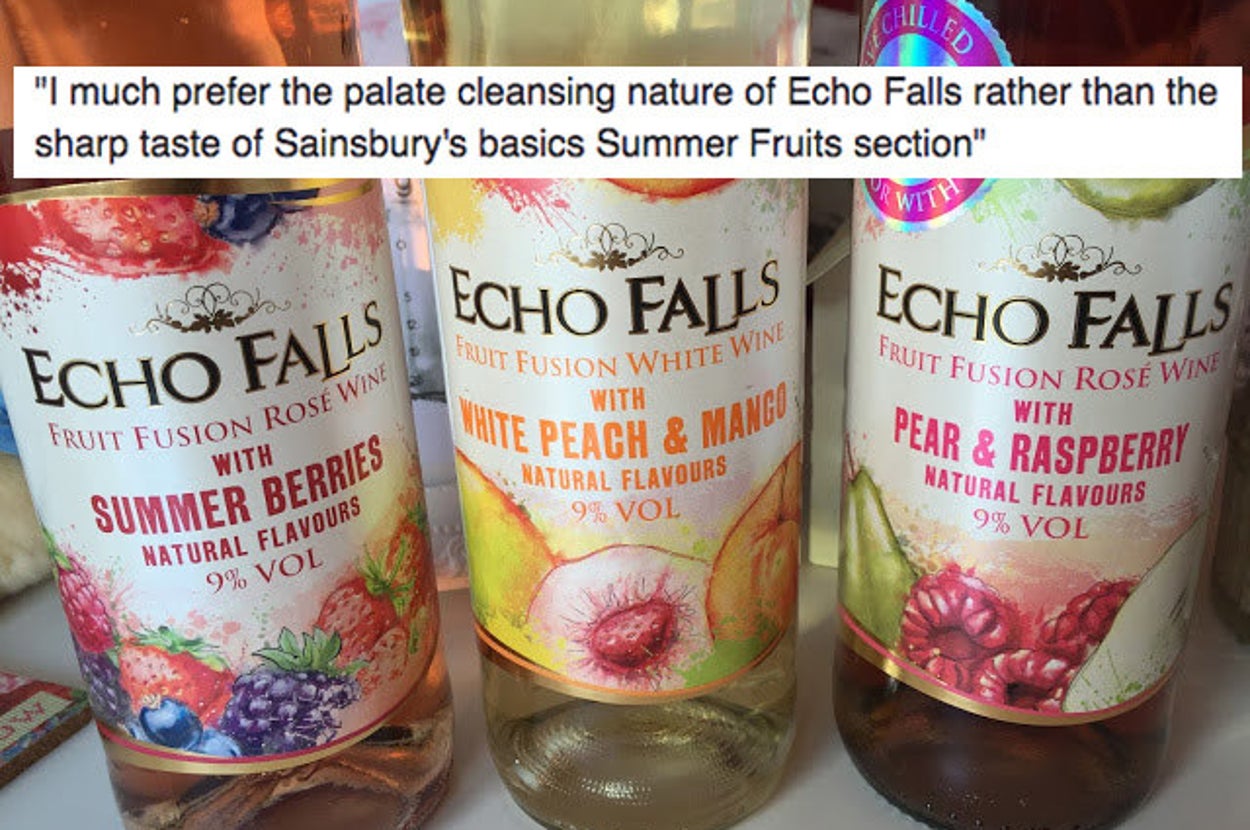 "I much prefer the palate cleansing nature of Echo Falls rather than the
sharp taste of Sainsbury's basics Summer Fruits section"
ECHO FALLS
FRUIT FUSION ROSÉ WINE
WITH
SUMMER BERRIES
NATURAL FLAVOURS
9% VOL
ECHO FALLS
FRUIT FUSION WHITE WINE
WITH
WHITE PEACH & MANGO
NATURAL FLAVOURS
9% VOL
CHILLED
OR WITH
ECHO FALLS
FRUIT FUSION ROSÉ WINE
WITH
PEAR & RASPBERRY
NATURAL FLAVOURS
9% VOL